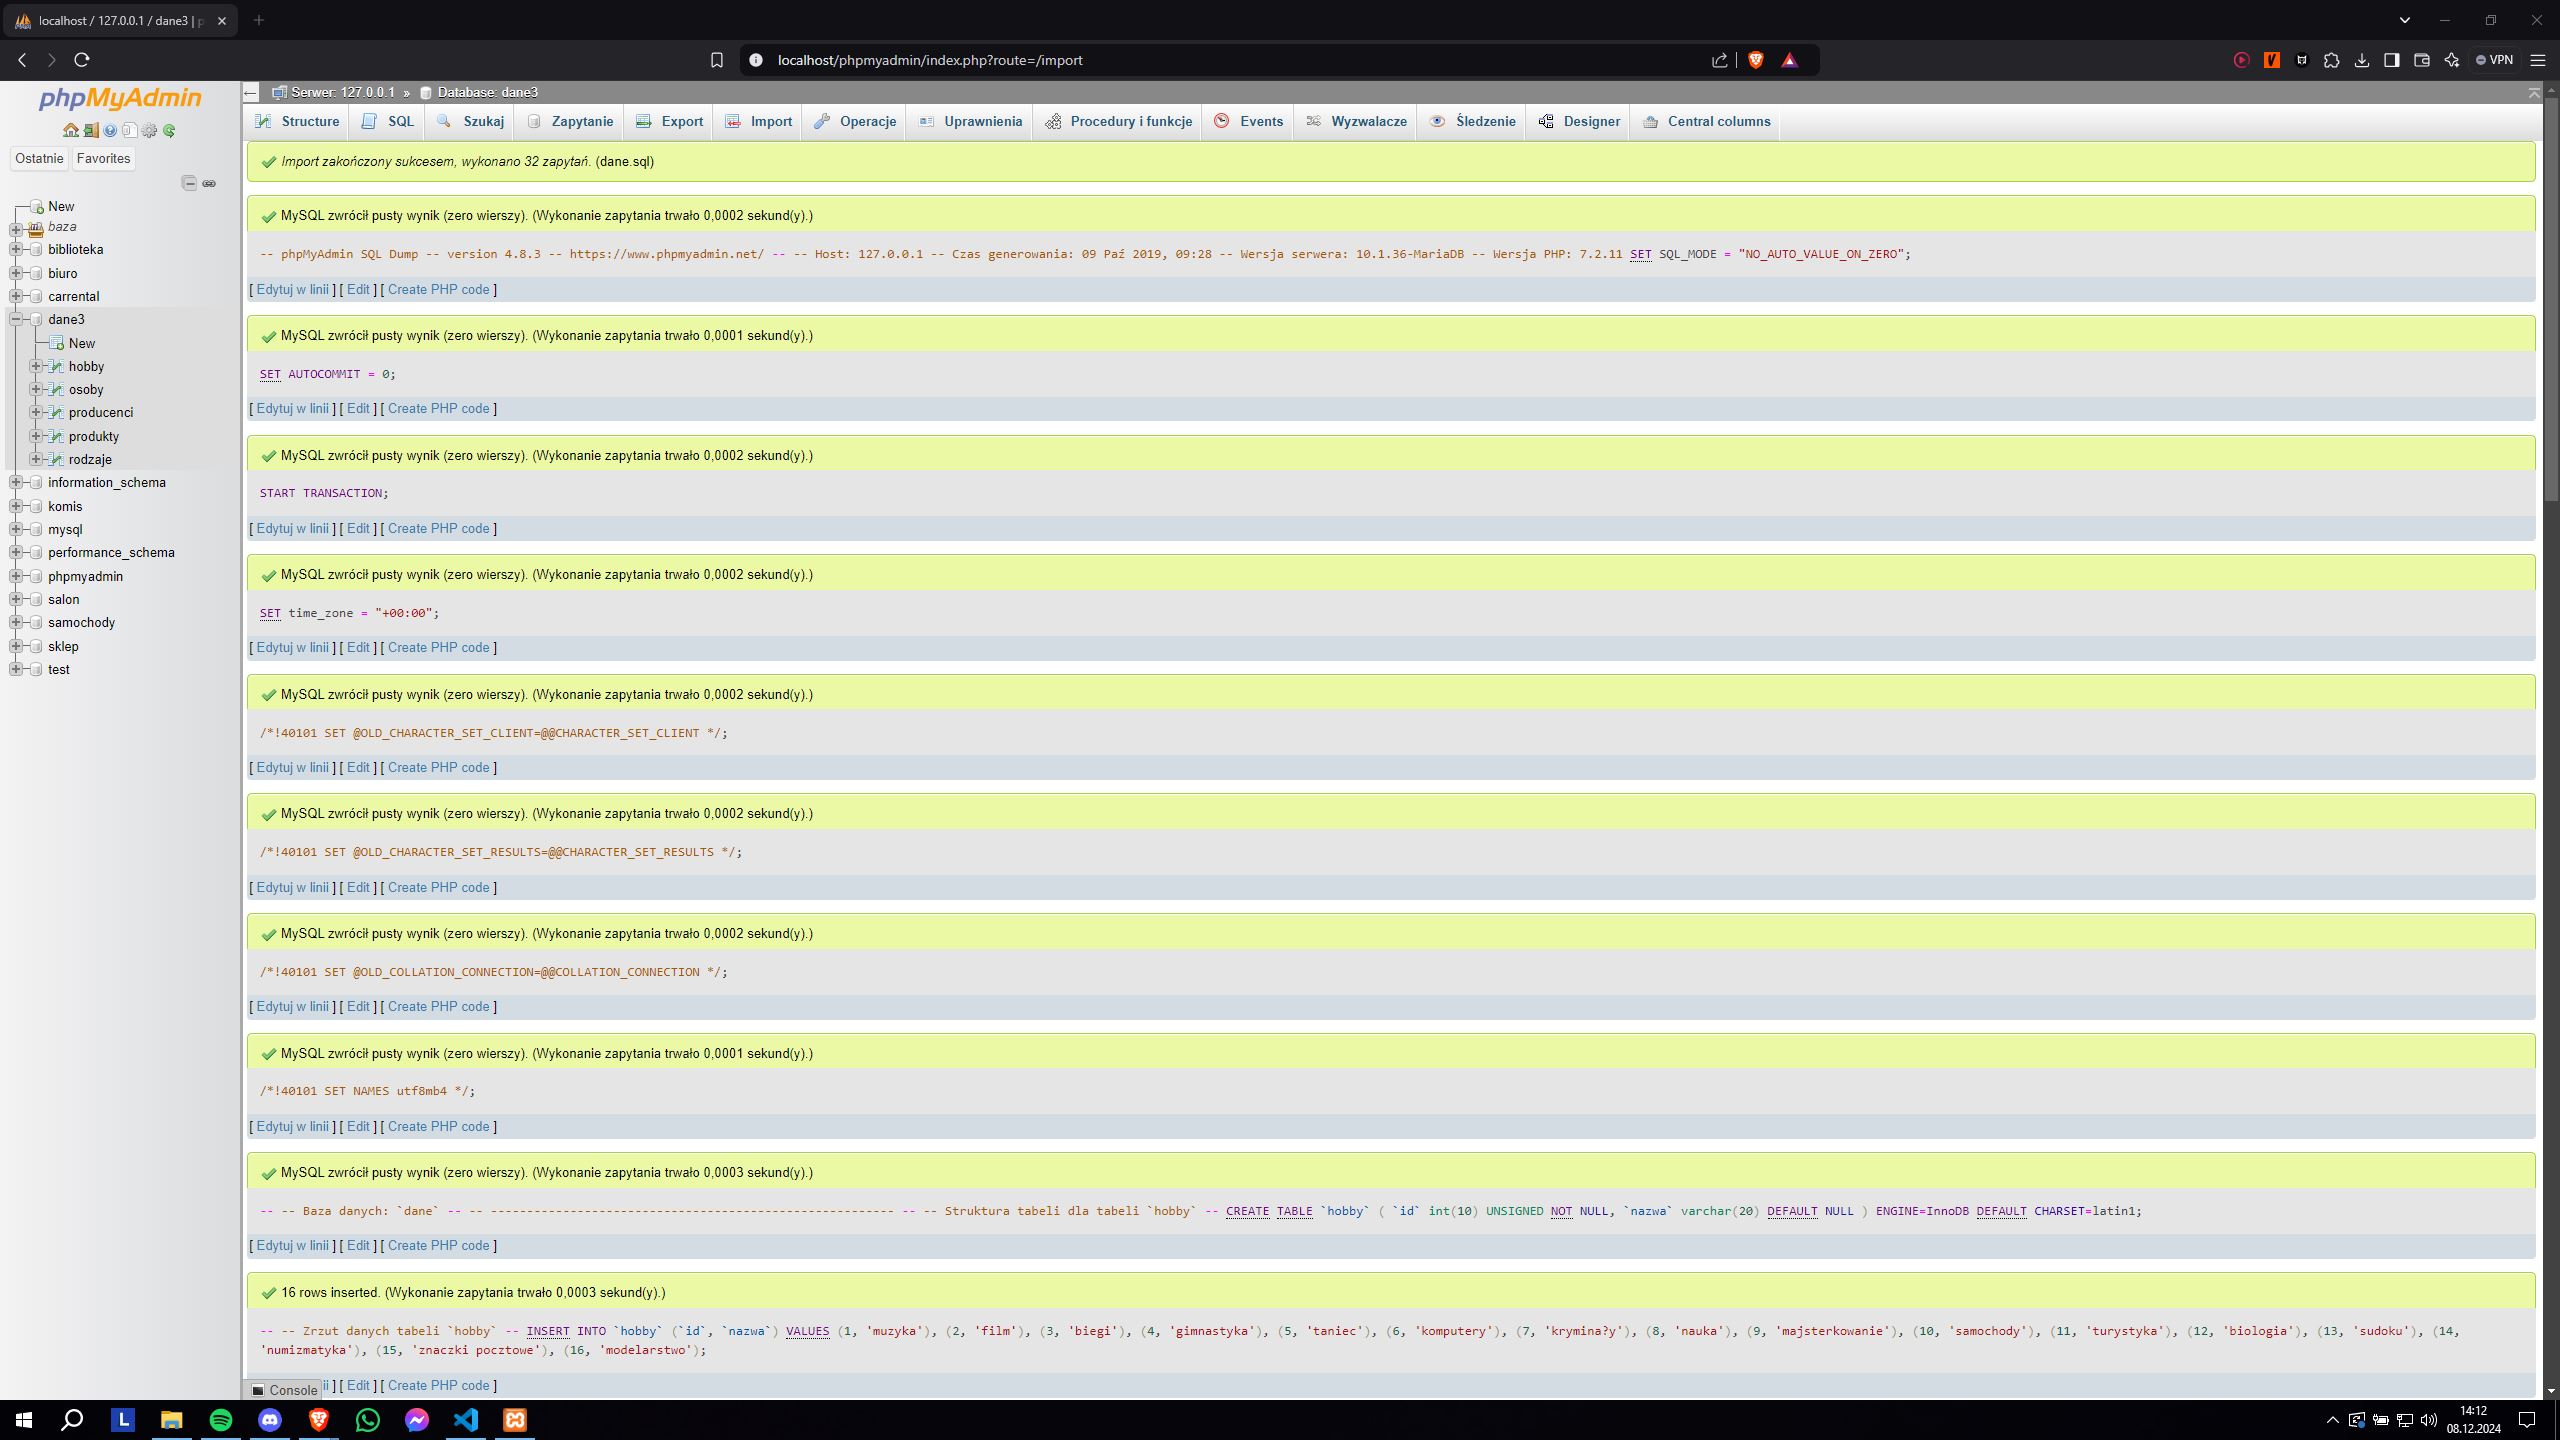 localhost / 127.0.0.1 / dane3 | p
localhost/phpmyadmin/index.php?route=/import
VPN
phpMyAdmin
Ostatnie
Favorites
New
baza
biblioteka
biuro
carrental
dane3
New
hobby
osoby
producenci
produkty
rodzaje
information_schema
komis
mysql
performance_schema
phpmyadmin
salon
samochody
sklep
test
Serwer: 127.0.0.1 » Database: dane3
Structure SQL Szukaj Zapytanie Export Import Operacje Uprawnienia Procedury i funkcje Events Wyzwalacze Śledzenie Designer Central columns
Import zakończony sukcesem, wykonano 32 zapytań. (dane.sql)
MySQL zwrócił pusty wynik (zero wierszy). (Wykonanie zapytania trwało 0,0002 sekund(y).)
-- phpMyAdmin SQL Dump -- version 4.8.3 -- https://www.phpmyadmin.net/ -- -- Host: 127.0.0.1 -- Czas generowania: 09 Paź 2019, 09:28 -- Wersja serwera: 10.1.36-MariaDB -- Wersja PHP: 7.2.11 SET SQL_MODE = "NO_AUTO_VALUE_ON_ZERO";
[ Edytuj w linii ] [ Edit ] [ Create PHP code ]
MySQL zwrócił pusty wynik (zero wierszy). (Wykonanie zapytania trwało 0,0001 sekund(y).)
SET AUTOCOMMIT = 0;
[ Edytuj w linii ] [ Edit ] [ Create PHP code ]
MySQL zwrócił pusty wynik (zero wierszy). (Wykonanie zapytania trwało 0,0002 sekund(y).)
START TRANSACTION;
[ Edytuj w linii ] [ Edit ] [ Create PHP code ]
MySQL zwrócił pusty wynik (zero wierszy). (Wykonanie zapytania trwało 0,0002 sekund(y).)
SET time_zone = "+00:00";
[ Edytuj w linii ] [ Edit ] [ Create PHP code ]
MySQL zwrócił pusty wynik (zero wierszy). (Wykonanie zapytania trwało 0,0002 sekund(y).)
/*!40101 SET @OLD_CHARACTER_SET_CLIENT=@@CHARACTER_SET_CLIENT */;
[ Edytuj w linii ] [ Edit ] [ Create PHP code ]
MySQL zwrócił pusty wynik (zero wierszy). (Wykonanie zapytania trwało 0,0002 sekund(y).)
/*!40101 SET @OLD_CHARACTER_SET_RESULTS=@@CHARACTER_SET_RESULTS */;
[ Edytuj w linii ] [ Edit ] [ Create PHP code ]
MySQL zwrócił pusty wynik (zero wierszy). (Wykonanie zapytania trwało 0,0002 sekund(y).)
/*!40101 SET @OLD_COLLATION_CONNECTION=@@COLLATION_CONNECTION */;
[ Edytuj w linii ] [ Edit ] [ Create PHP code ]
MySQL zwrócił pusty wynik (zero wierszy). (Wykonanie zapytania trwało 0,0001 sekund(y).)
/*!40101 SET NAMES utf8mb4 */;
[ Edytuj w linii ] [ Edit ] [ Create PHP code ]
MySQL zwrócił pusty wynik (zero wierszy). (Wykonanie zapytania trwało 0,0003 sekund(y).)
-- -- Baza danych: `dane` -- -- -------------------------------------------------------- -- -- Struktura tabeli dla tabeli `hobby` -- CREATE TABLE `hobby` ( `id` int(10) UNSIGNED NOT NULL, `nazwa` varchar(20) DEFAULT NULL ) ENGINE=InnoDB DEFAULT CHARSET=latin1;
[ Edytuj w linii ] [ Edit ] [ Create PHP code ]
16 rows inserted. (Wykonanie zapytania trwało 0,0003 sekund(y).)
-- -- Zrzut danych tabeli `hobby` -- INSERT INTO `hobby` (`id`, `nazwa`) VALUES (1, 'muzyka'), (2, 'film'), (3, 'biegi'), (4, 'gimnastyka'), (5, 'taniec'), (6, 'komputery'), (7, 'krymina?y'), (8, 'nauka'), (9, 'majsterkowanie'), (10, 'samochody'), (11, 'turystyka'), (12, 'biologia'), (13, 'sudoku'), (14,
'numizmatyka'), (15, 'znaczki pocztowe'), (16, 'modelarstwo');
Console ii ] [ Edit ] [ Create PHP code ]
L
14:12
08.12.2024